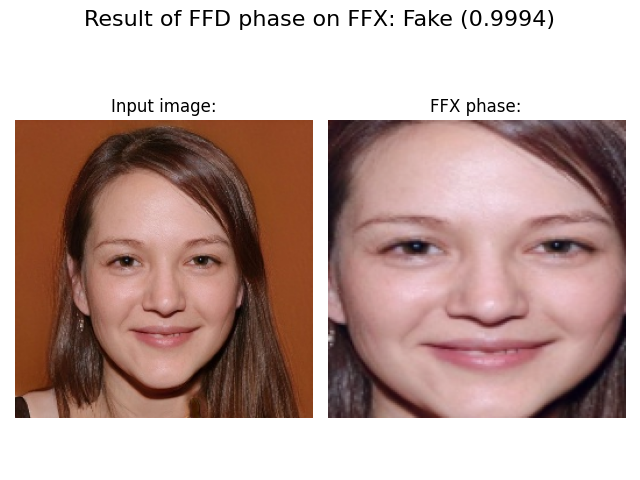 Result of FFD phase on FFX: Fake (0.9994)
Input image:
FFX phase: